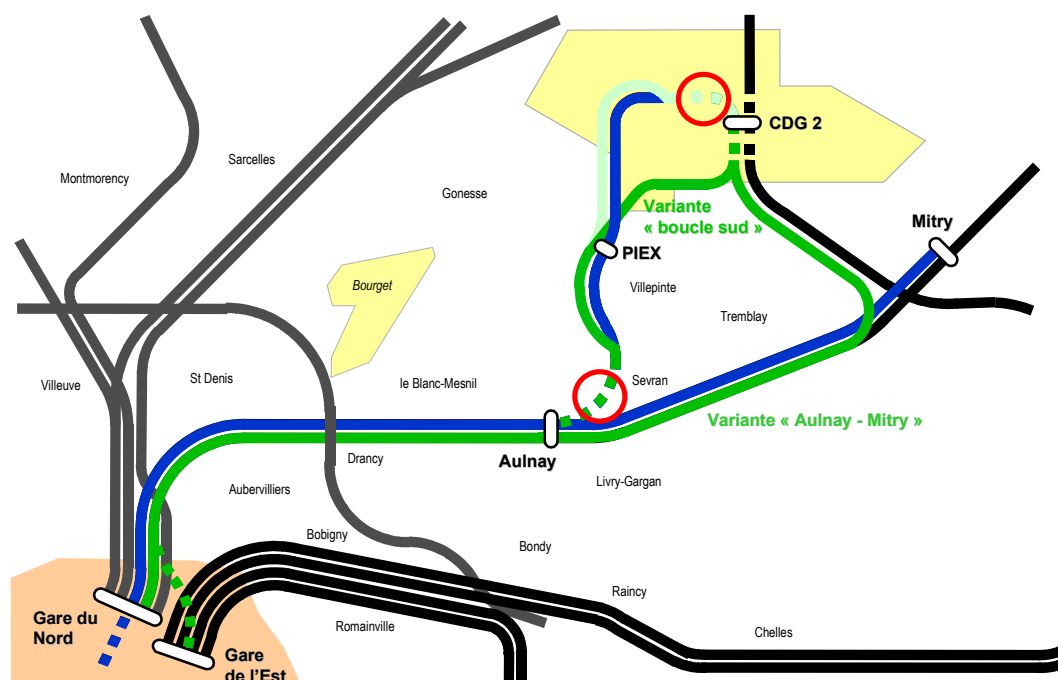 CDG 2
Sarcelles
Montmorency
Gonesse
Variante
« boucle sud »
Mitry
PIEX
Bourget
Villepinte
Tremblay
Villeuve
St Denis
le Blanc-Mesnil
Sevran
Variante « Aulnay - Mitry »
Drancy
Aulnay
Aubervilliers
Livry-Gargan
Bobigny
Bondy
Raincy
Gare du
Nord
Romainville
Chelles
Gare
de l'Est